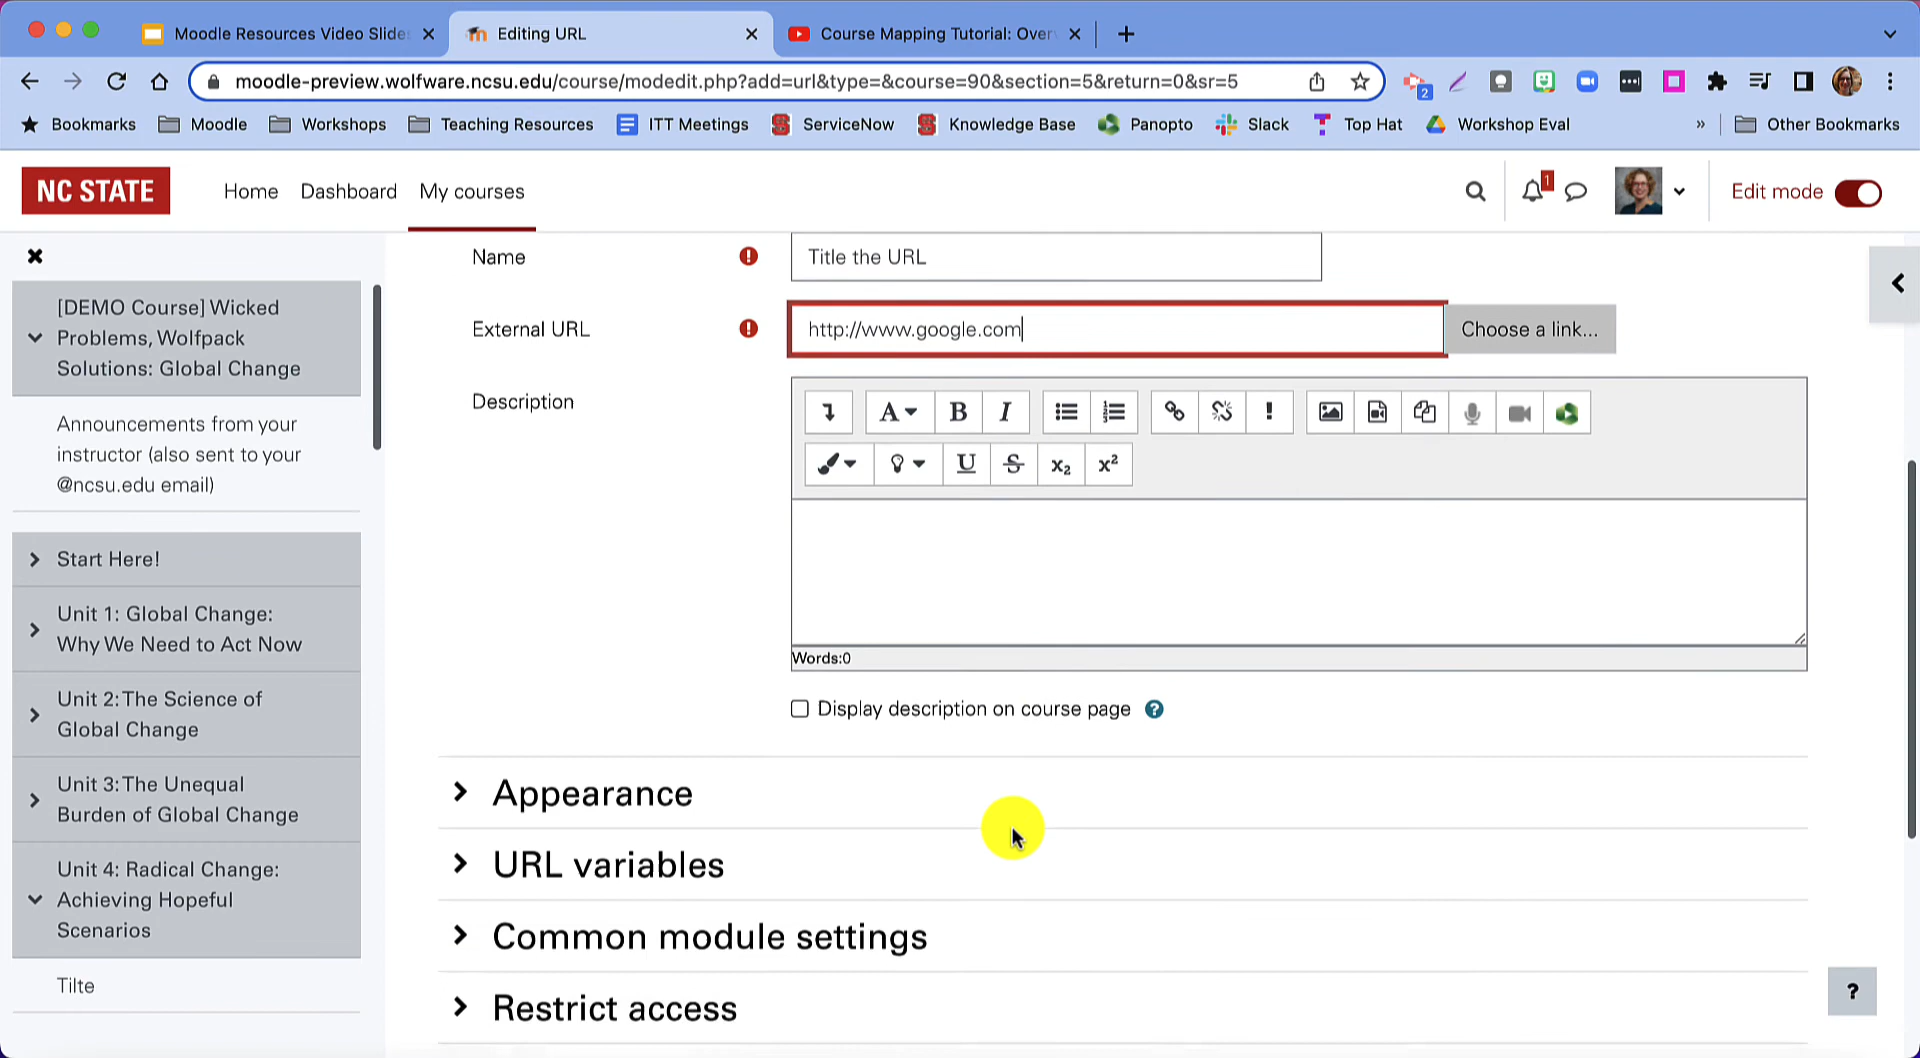 Moodle Resources Video Slides
Editing URL
Course Mapping Tutorial: Over
moodle-preview.wolfware.ncsu.edu/course/modedit.php?add=url&type=&course=90&section=5&return=0&sr=5
2
Bookmarks
Moodle
Workshops
Teaching Resources
ITT Meetings
ServiceNow
Knowledge Base
Panopto
Slack
Top Hat
Workshop Eval
»
Other Bookmarks
NC STATE
Home
Dashboard
My courses
1
Edit mode
[DEMO Course] Wicked
Problems, Wolfpack
Solutions: Global Change
Announcements from your
instructor (also sent to your
@ncsu.edu email)
Start Here!
Unit 1: Global Change:
Why We Need to Act Now
Unit 2: The Science of
Global Change
Unit 3: The Unequal
Burden of Global Change
Unit 4: Radical Change:
Achieving Hopeful
Scenarios
Tilte
Name
Title the URL
External URL
http://www.google.com
Choose a link...
Description
A B I
U S x₂ x²
Words:0
Display description on course page ?
Appearance
URL variables
Common module settings
Restrict access
?